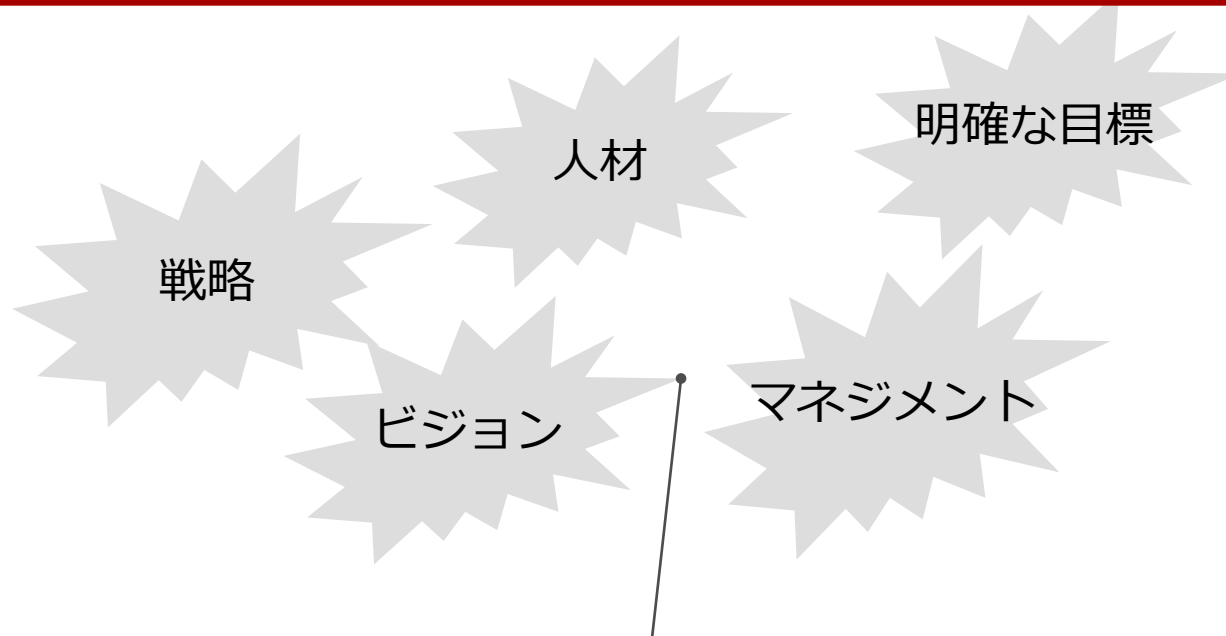 明確な目標
人材
戦略
マネジメント
ビジョン